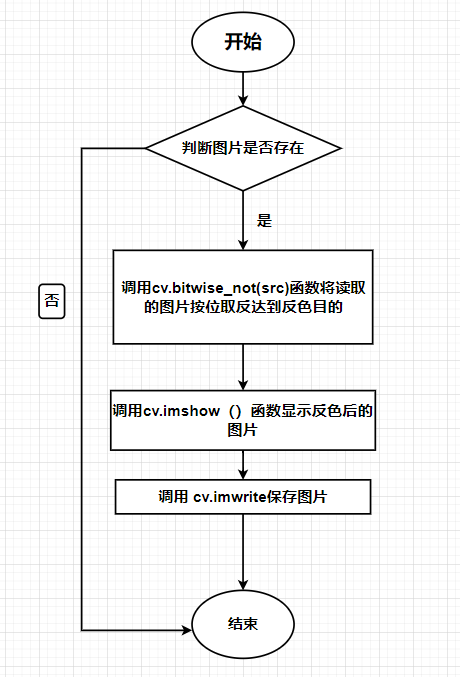 开始
判断图片是否存在
是
否
调用cv.bitwise_not(src)函数将读取
的图片按位取反达到反色目的
调用cv.imshow（）函数显示反色后的
图片
调用 cv.imwrite保存图片
结束